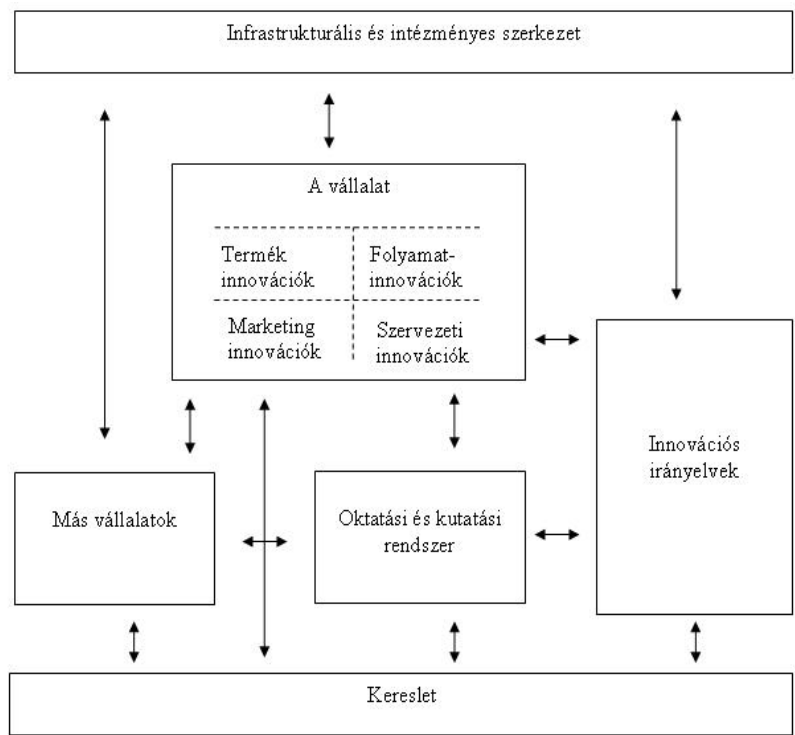 Infrastrukturális és intézményes szerkezet
A vállalat
Termék
innovációk
Folyamat-
innovációk
Marketing
innovációk
Szervezeti
innovációk
Innovációs
irányelvek
Más vállalatok
Oktatási és kutatási
rendszer
Kereslet